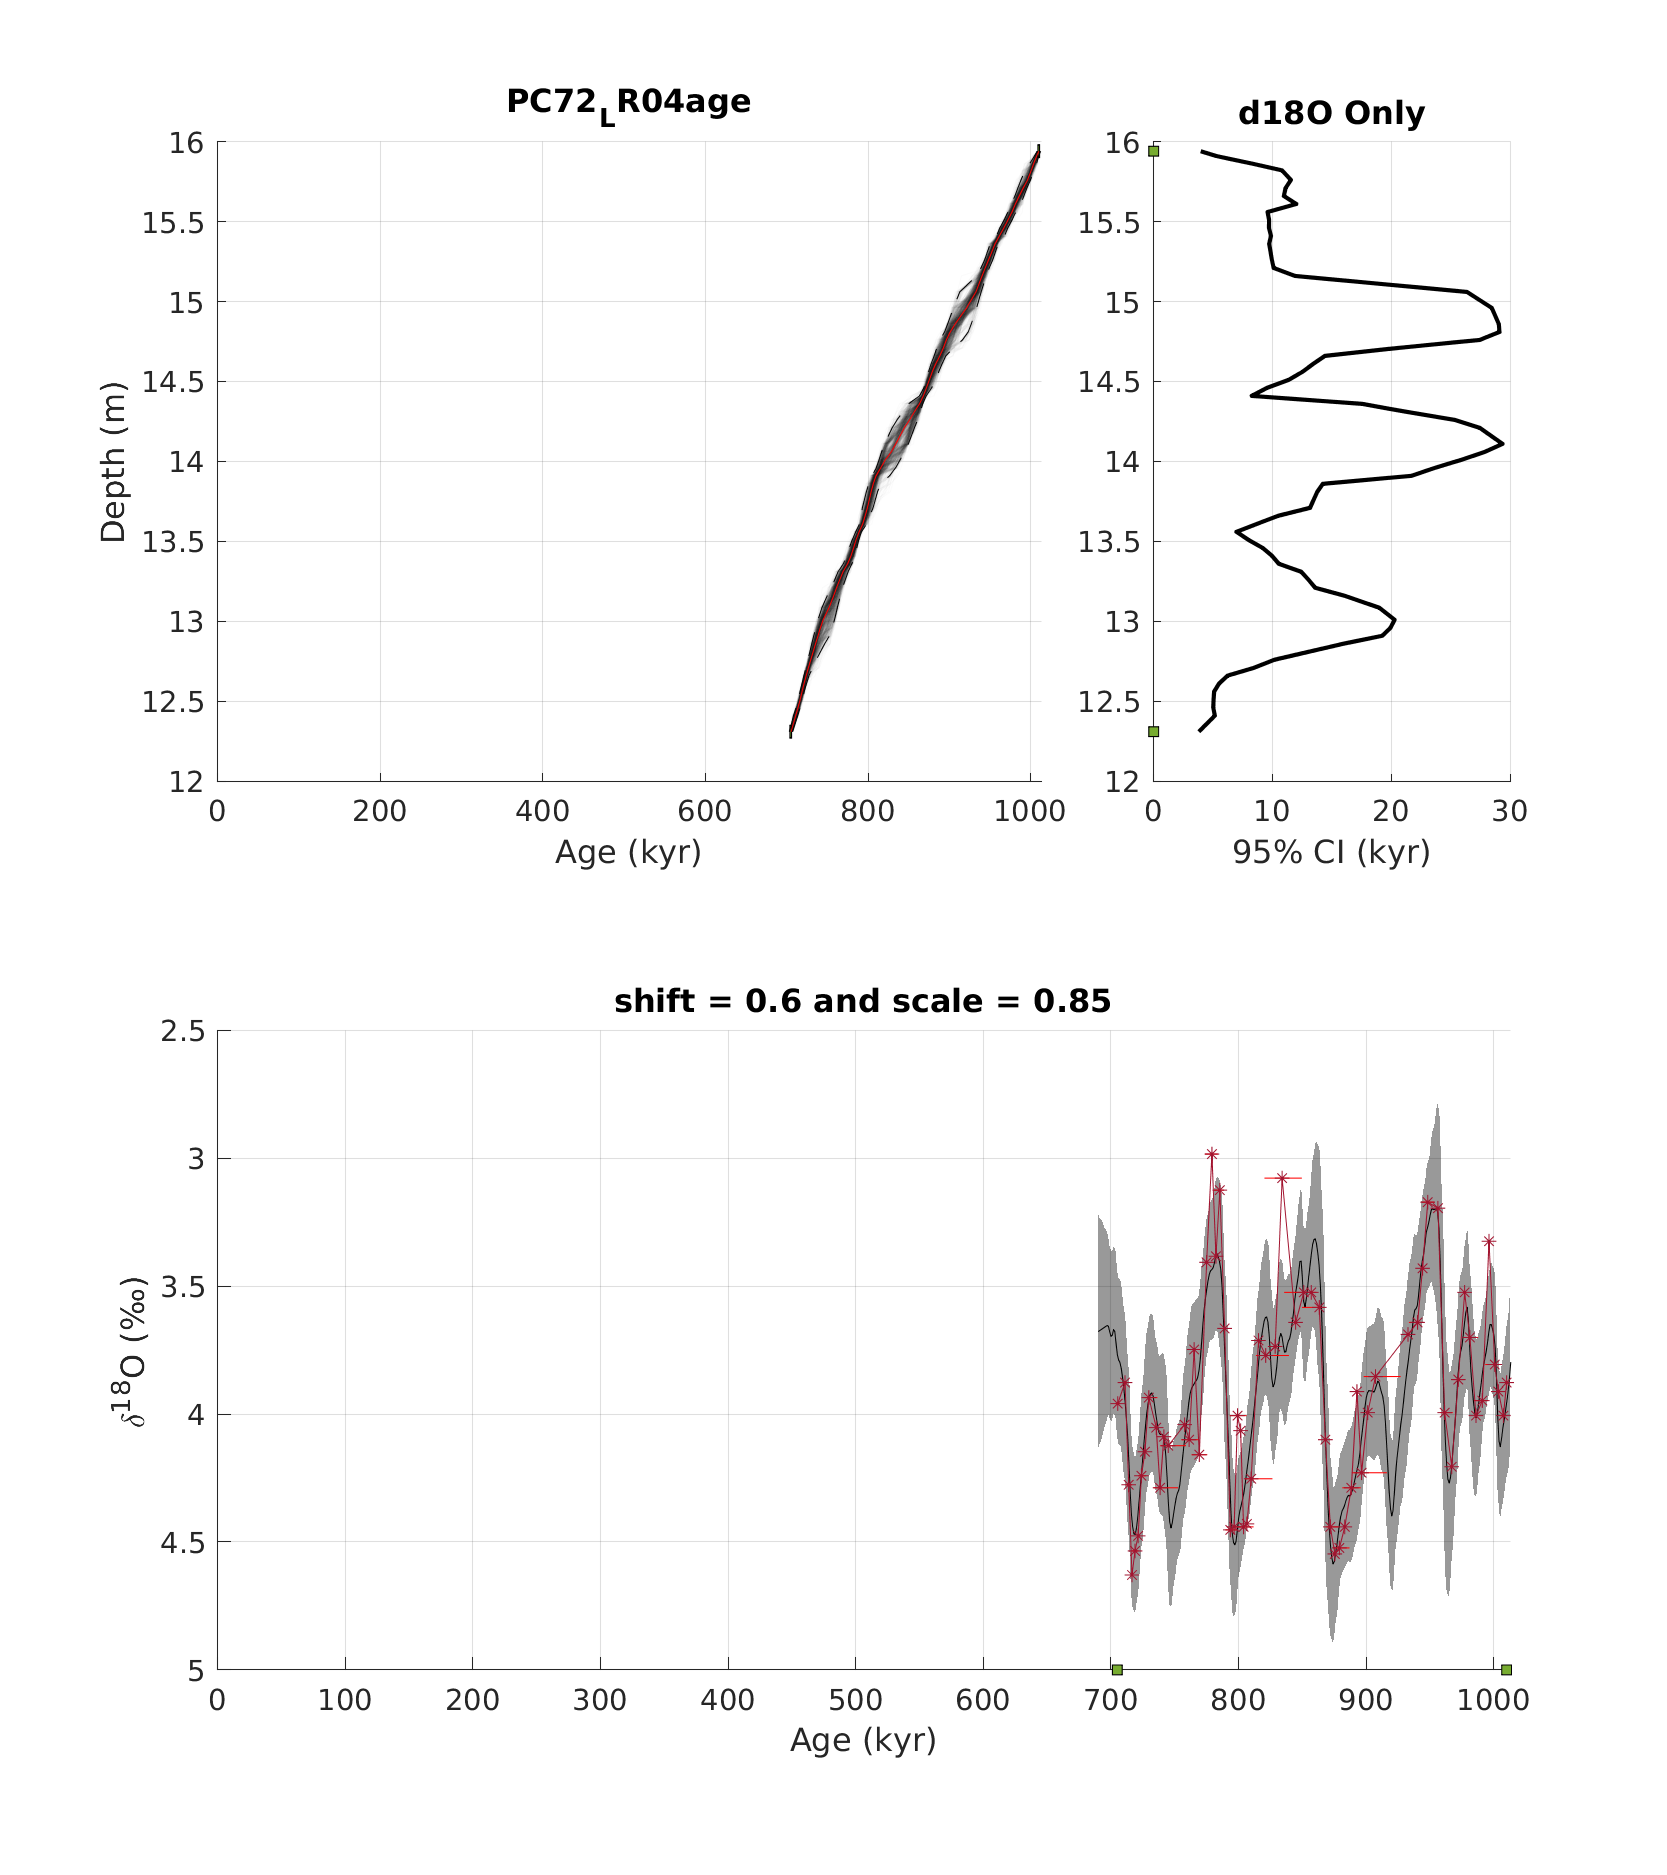 PC72LR04age
d18O Only
16
15.5
15
14.5
14
13.5
13
12.5
12
Depth (m)
0 200 400 600 800 1000
Age (kyr)
16
15.5
15
14.5
14
13.5
13
12.5
12
0 10 20 30
95% CI (kyr)
shift = 0.6 and scale = 0.85
2.5
3
3.5
4
4.5
5
δ18O (‰)
0 100 200 300 400 500 600 700 800 900 1000
Age (kyr)